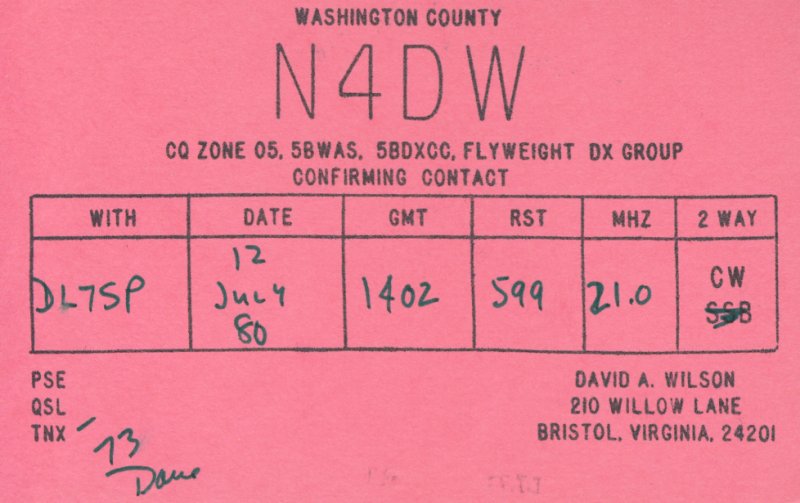 WASHINGTON COUNTY
N4DW
CQ ZONE 05, 5BWAS, 5BDXCC, FLYWEIGHT DX GROUP
CONFIRMING CONTACT
WITH DATE GMT RST MHZ 2 WAY
DL7SP 12 July 80 1402 599 21.0 CW SSB
PSE
QSL
TNX
73
Dave
DAVID A. WILSON
210 WILLOW LANE
BRISTOL, VIRGINIA, 24201